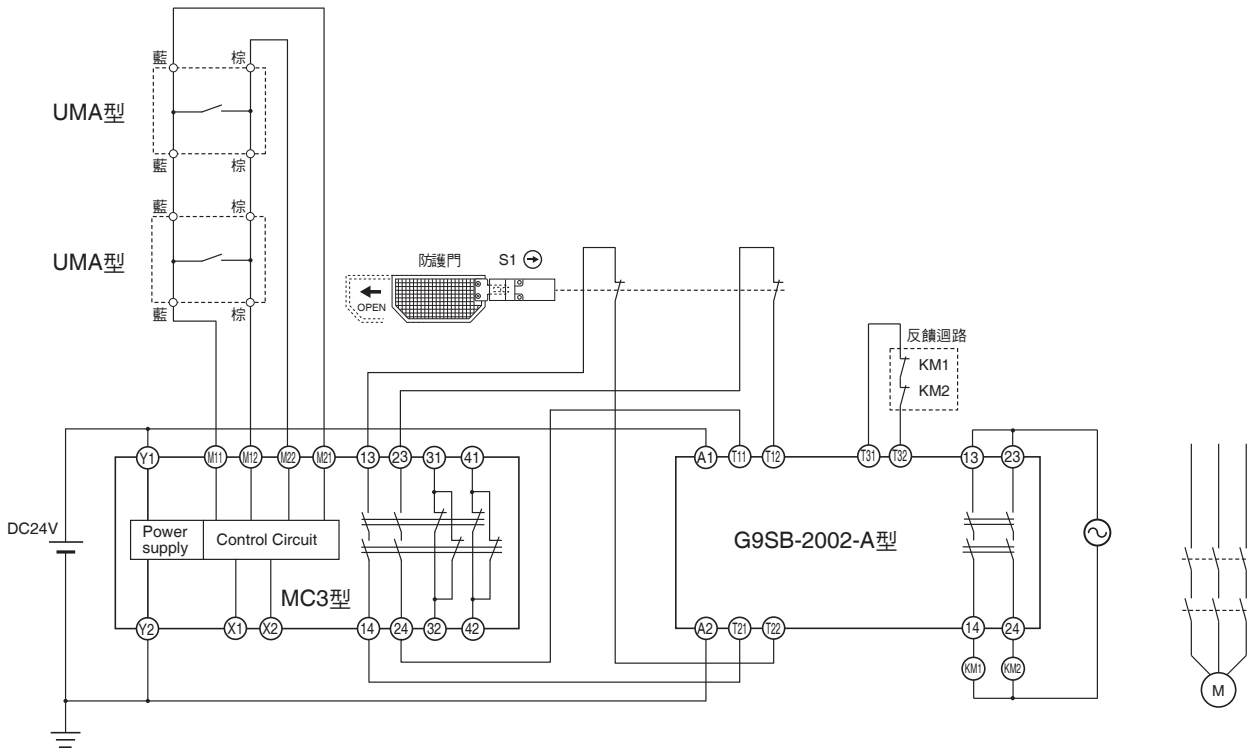 藍 棕
UMA型
藍 棕
藍 棕
UMA型
藍 棕
防護門 S1
OPEN
反饋迴路
KM1
KM2
Y1 M11 M12 M22 M21 13 23 31 41
A1 T11 T12 T31 T32 13 23
DC24V
Power supply
Control Circuit
MC3型
G9SB-2002-A型
Y2 X1 X2 14 24 32 42
A2 T21 T22 14 24
KM1 KM2
M